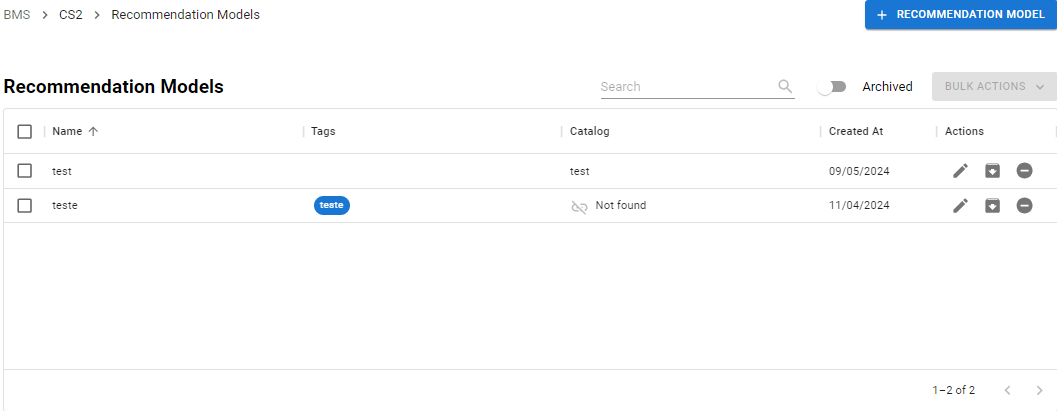 BMS > CS2 > Recommendation Models
+ RECOMMENDATION MODEL
Recommendation Models
Search
Archived
BULK ACTIONS
Name Tags Catalog Created At Actions
test test 09/05/2024
teste teste Not found 11/04/2024
1–2 of 2